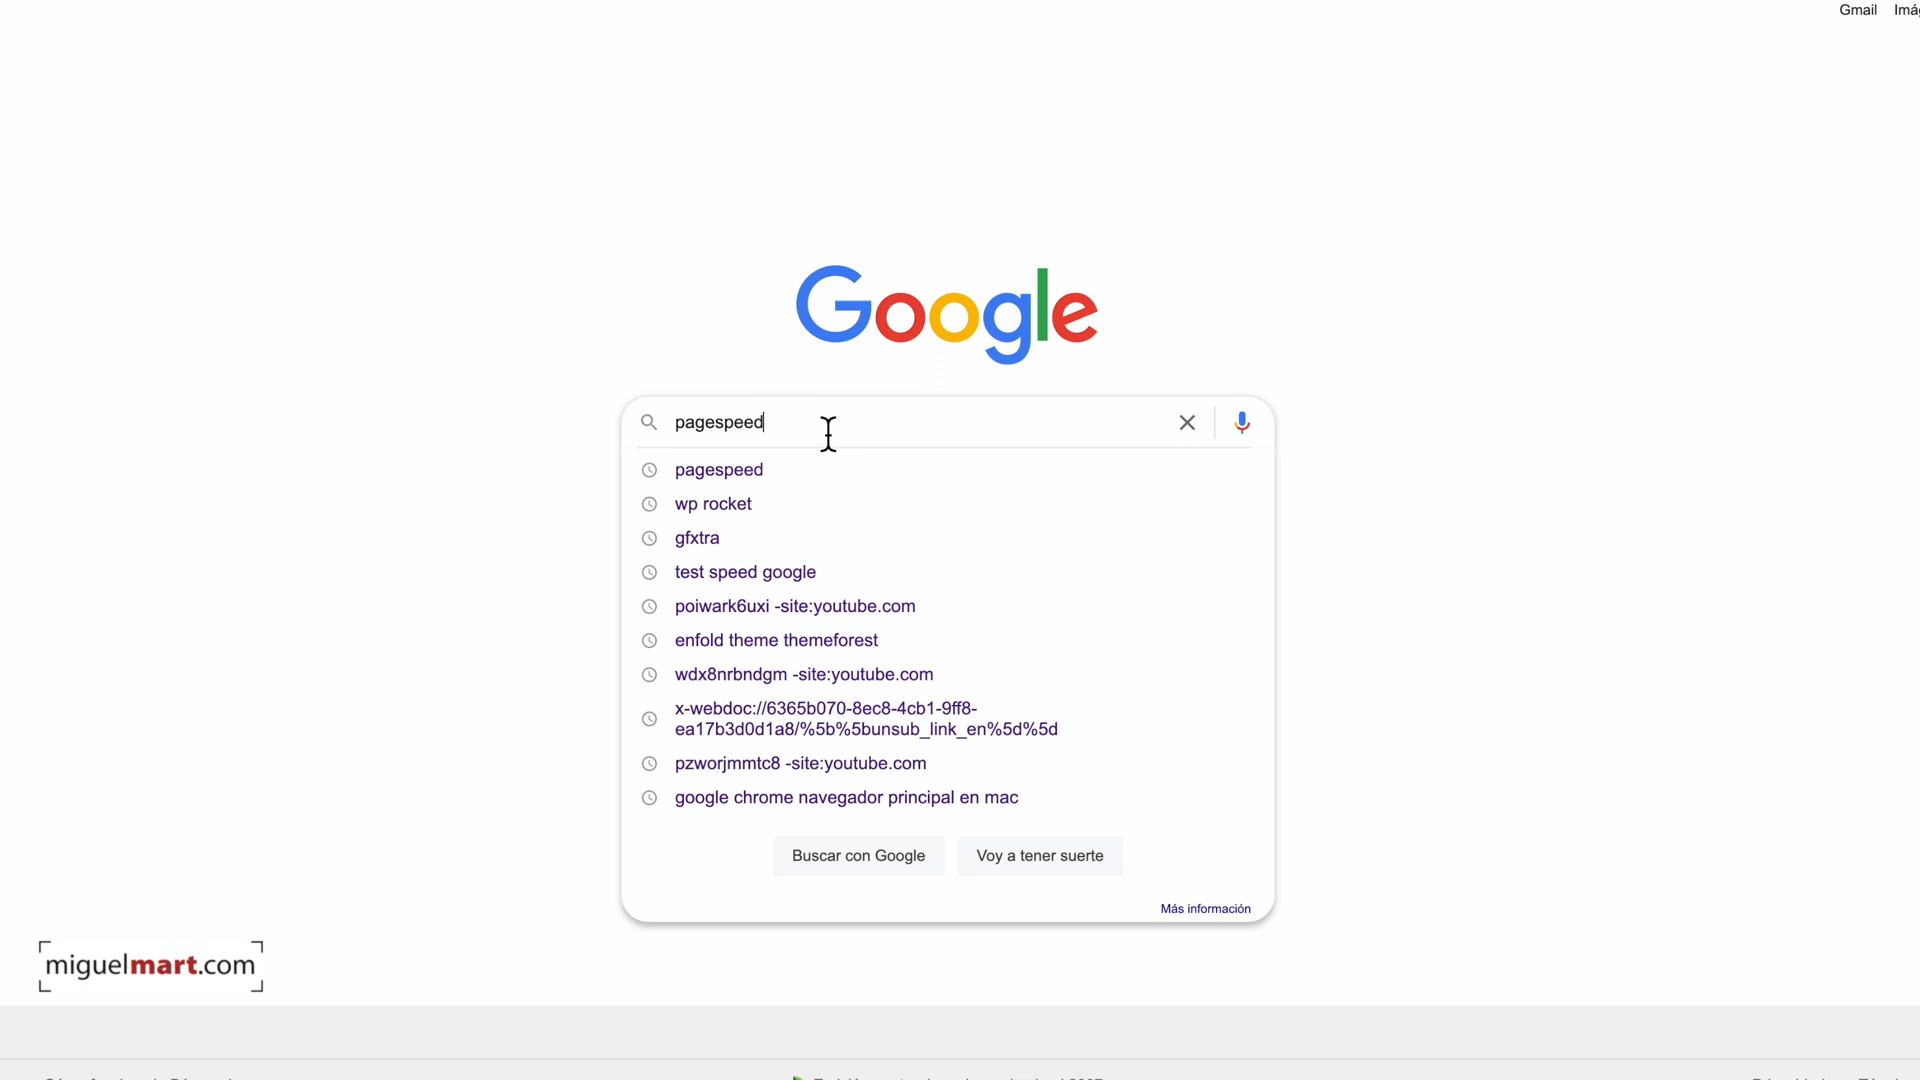 Gmail
Google
pagespeed
pagespeed
wp rocket
gfxtra
test speed google
poiwark6uxi -site:youtube.com
enfold theme themeforest
wdx8nrbndgm -site:youtube.com
x-webdoc://6365b070-8ec8-4cb1-9ff8-
ea17b3d0d1a8/%5b%5bunsub_link_en%5d%5d
pzworjmmtc8 -site:youtube.com
google chrome navegador principal en mac
Buscar con Google
Voy a tener suerte
Más información
miguelmart.com